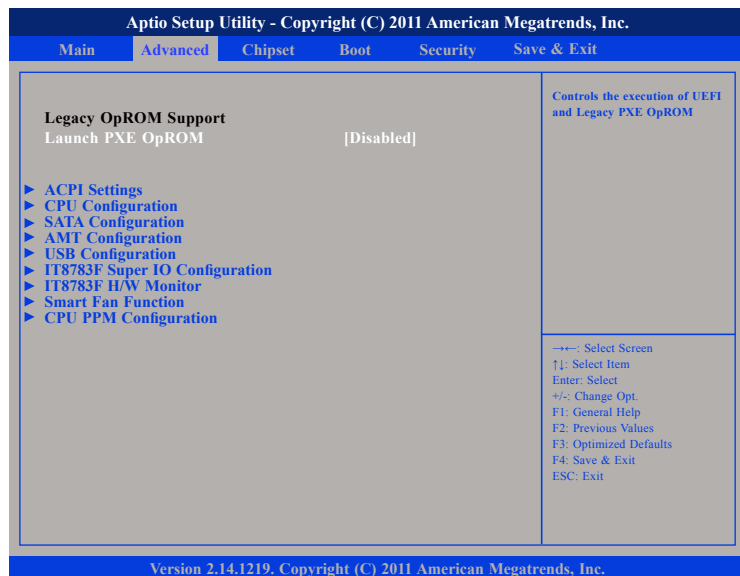 Aptio Setup Utility - Copyright (C) 2011 American Megatrends, Inc.
Main Advanced Chipset Boot Security Save & Exit
Legacy OpROM Support
Launch PXE OpROM [Disabled]
► ACPI Settings
► CPU Configuration
► SATA Configuration
► AMT Configuration
► USB Configuration
► IT8783F Super IO Configuration
► IT8783F H/W Monitor
► Smart Fan Function
► CPU PPM Configuration
Controls the execution of UEFI
and Legacy PXE OpROM
→←: Select Screen
↑↓: Select Item
Enter: Select
+/-: Change Opt.
F1: General Help
F2: Previous Values
F3: Optimized Defaults
F4: Save & Exit
ESC: Exit
Version 2.14.1219. Copyright (C) 2011 American Megatrends, Inc.